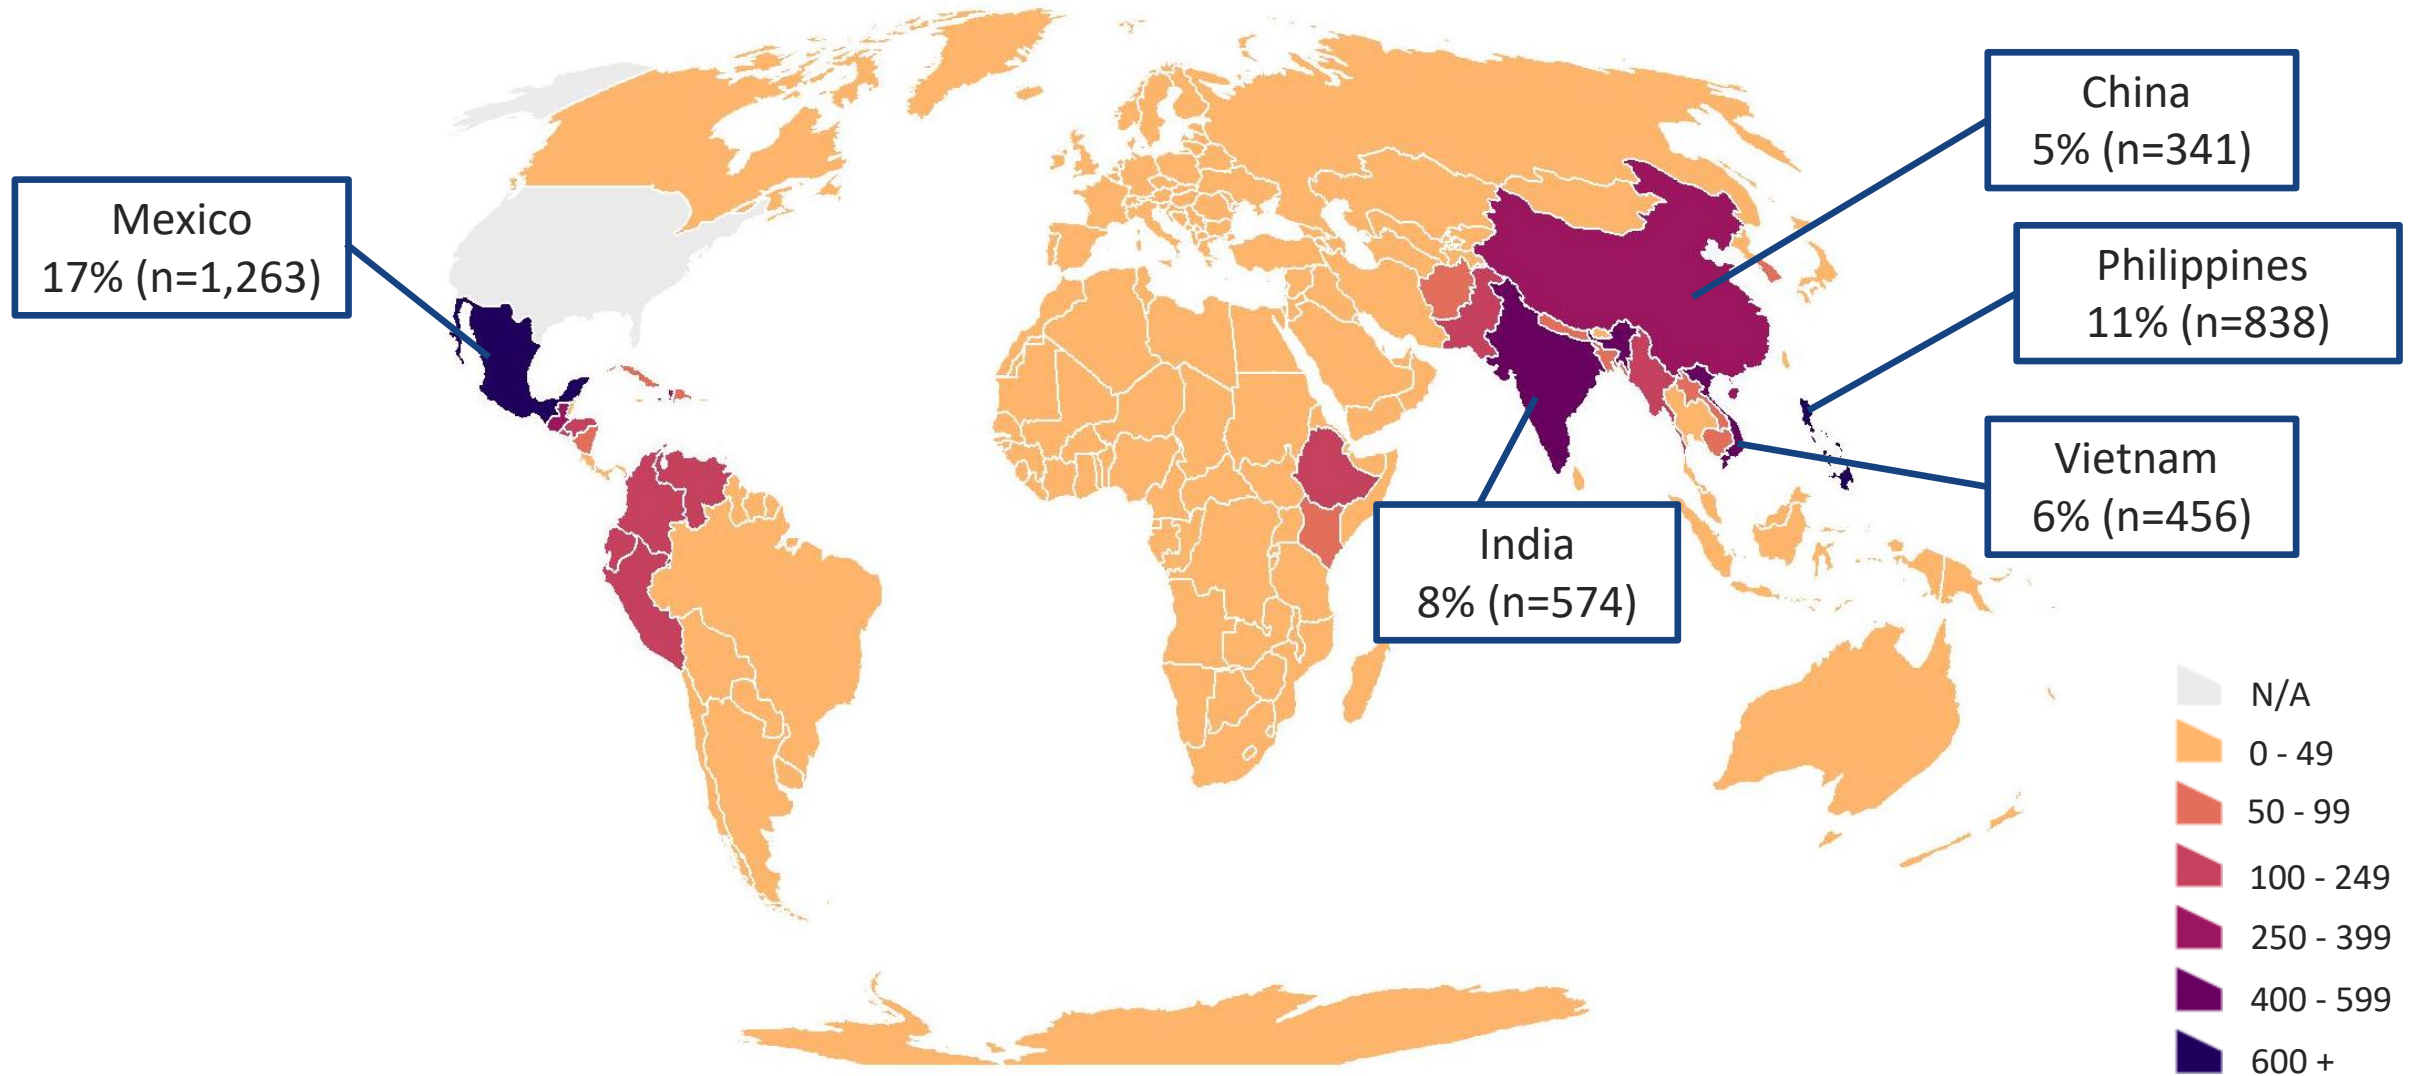 Mexico
17% (n=1,263)
China
5% (n=341)
Philippines
11% (n=838)
Vietnam
6% (n=456)
India
8% (n=574)
N/A
0 - 49
50 - 99
100 - 249
250 - 399
400 - 599
600 +